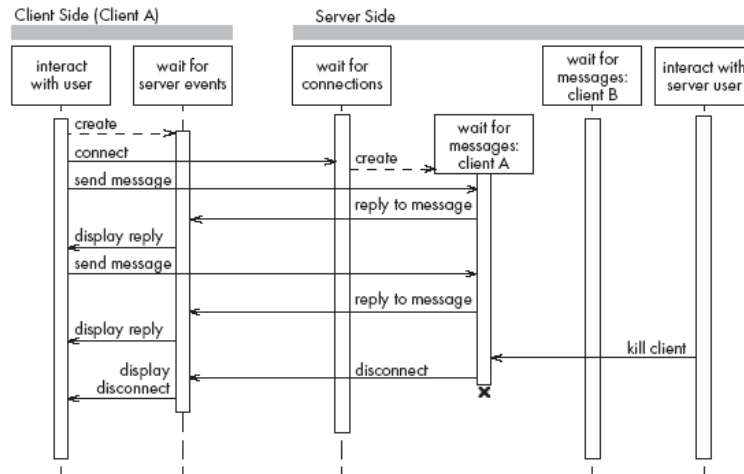 Client Side (Client A)
Server Side
interact
with user
wait for
server events
wait for
connections
wait for
messages:
client B
interact with
server user
create
wait for
messages:
client A
connect
create
send message
reply to message
display reply
send message
reply to message
display reply
kill client
display
disconnect
disconnect